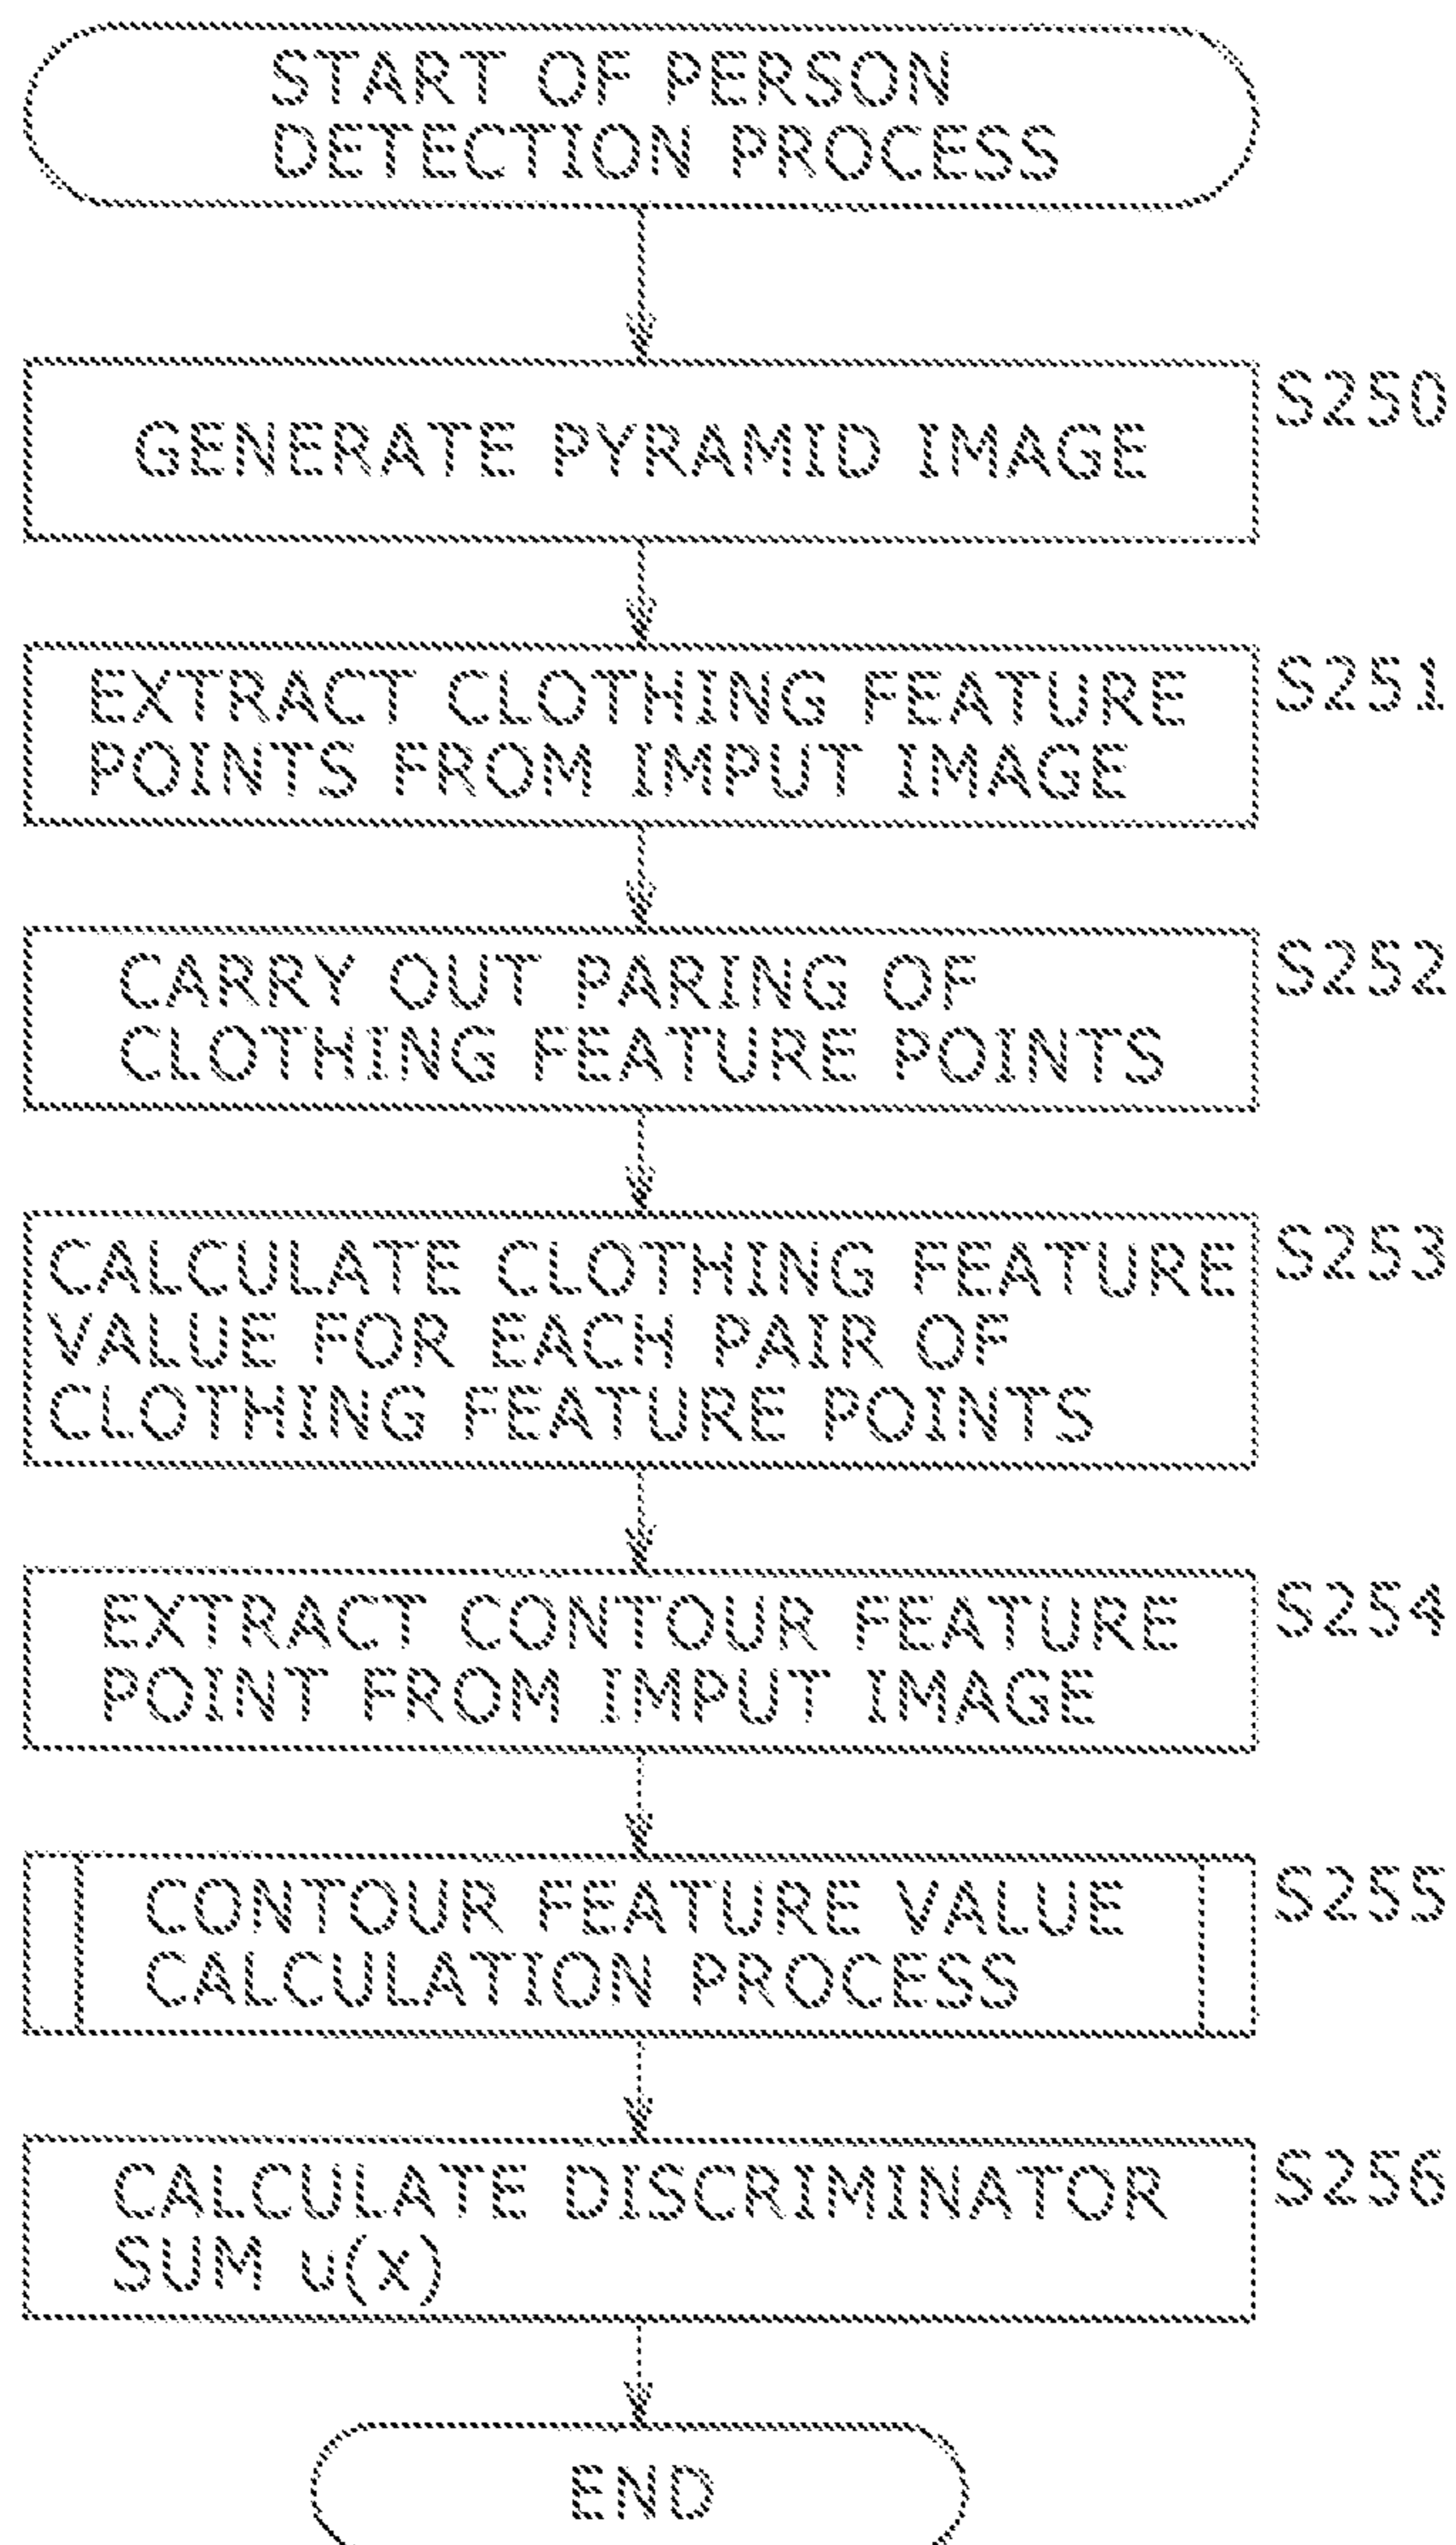 START OF PERSON
DETECTION PROCESS
GENERATE PYRAMID IMAGE
S250
EXTRACT CLOTHING FEATURE
POINTS FROM IMPUT IMAGE
S251
CARRY OUT PARING OF
CLOTHING FEATURE POINTS
S252
CALCULATE CLOTHING FEATURE
VALUE FOR EACH PAIR OF
CLOTHING FEATURE POINTS
S253
EXTRACT CONTOUR FEATURE
POINT FROM IMPUT IMAGE
S254
CONTOUR FEATURE VALUE
CALCULATION PROCESS
S255
CALCULATE DISCRIMINATOR
SUM u(x)
S256
END